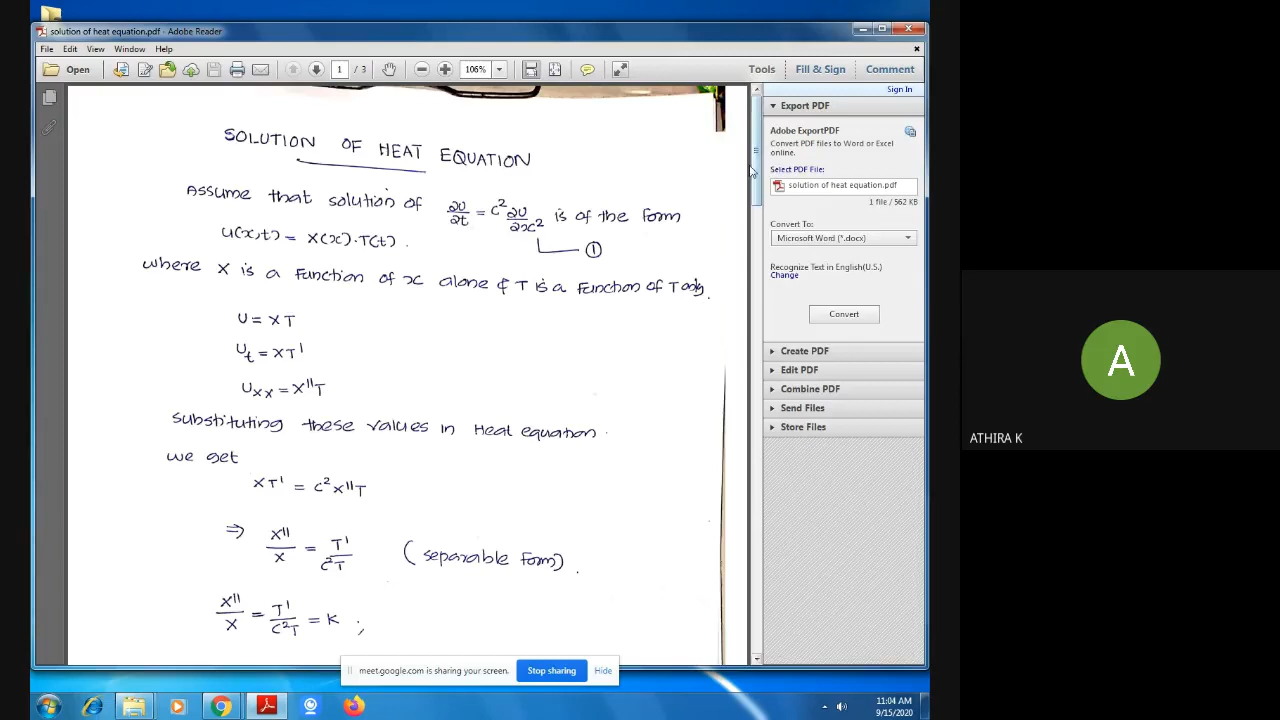 solution of heat equation.pdf - Adobe Reader
File Edit View Window Help
Open 1 / 3 106% Tools Fill & Sign Comment
Sign In
SOLUTION OF HEAT EQUATION
Assume that solution of ∂U/∂t = C² ∂U/∂x² is of the form
U(x,t) = X(x)·T(t).
①
where X is a function of x alone & T is a function of T only.
U = XT
U_t = XT'
U_xx = X''T
Substituting these values in Heat equation.
we get
XT' = C²X''T
⇒ X''/X = T'/C²T (separable form).
X''/X = T'/C²T = K ;
Export PDF
Adobe ExportPDF
Convert PDF files to Word or Excel
online.
Select PDF File:
solution of heat equation.pdf
1 file / 562 KB
Convert To:
Microsoft Word (*.docx)
Recognize Text in English(U.S.)
Change
Convert
Create PDF
Edit PDF
Combine PDF
Send Files
Store Files
A
ATHIRA K
meet.google.com is sharing your screen. Stop sharing Hide
11:04 AM
9/15/2020